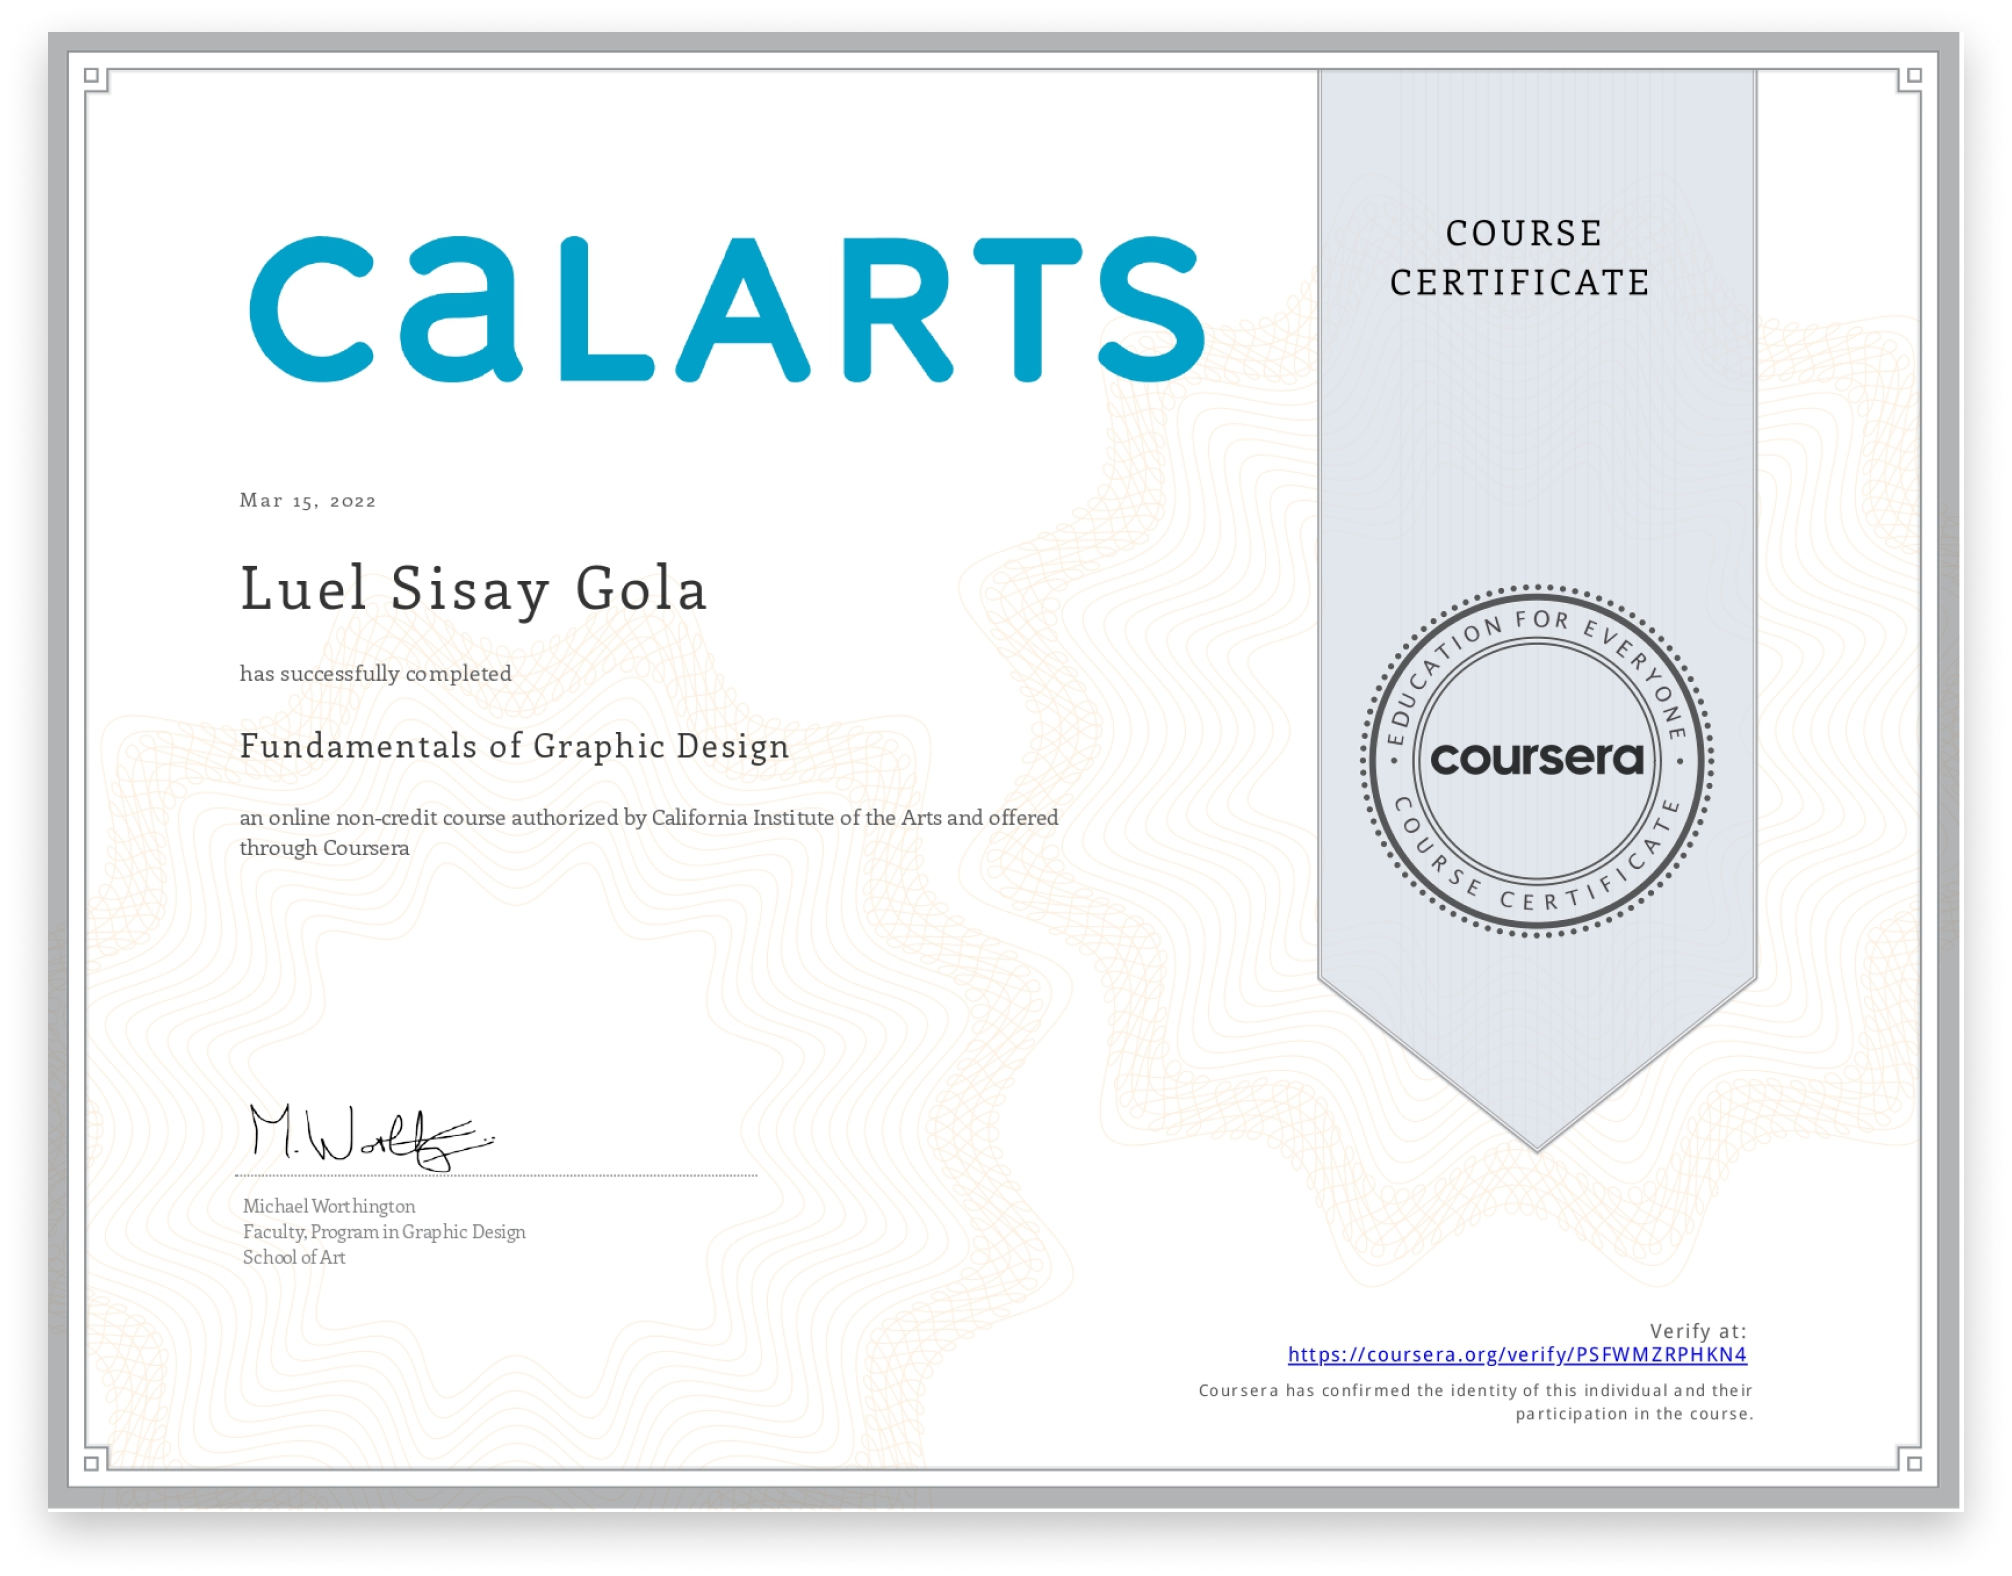 CALARTS
COURSE
CERTIFICATE
Mar 15, 2022
Luel Sisay Gola
has successfully completed
Fundamentals of Graphic Design
an online non-credit course authorized by California Institute of the Arts and offered
through Coursera
EDUCATION FOR EVERYONE
coursera
COURSE CERTIFICATE
M. Worth
Michael Worthington
Faculty, Program in Graphic Design
School of Art
Verify at:
https://coursera.org/verify/PSFWMZRPHKN4
Coursera has confirmed the identity of this individual and their
participation in the course.